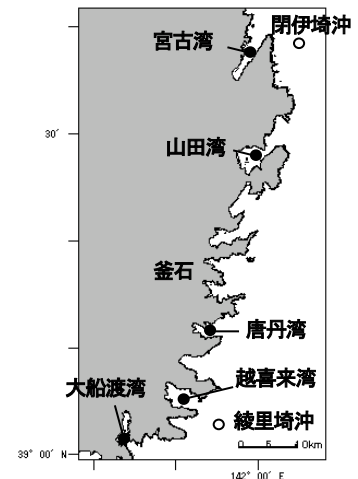 閉伊埼沖
宮古湾
30′
山田湾
釜石
唐丹湾
越喜来湾
大船渡湾
綾里埼沖
0 5 10km
39° 00′ N
142° 00′ E